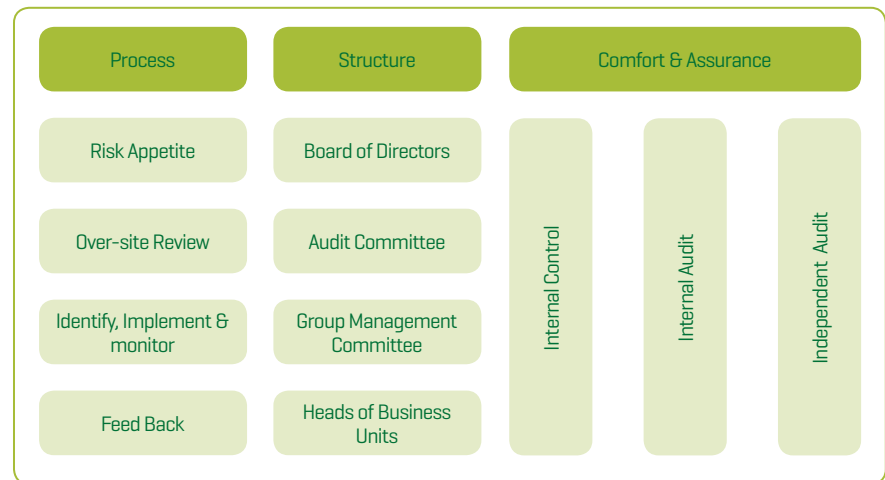 Process
Structure
Comfort & Assurance
Risk Appetite
Board of Directors
Over-site Review
Audit Committee
Identify, Implement &
monitor
Group Management
Committee
Feed Back
Heads of Business
Units
Internal Control
Internal Audit
Independent Audit